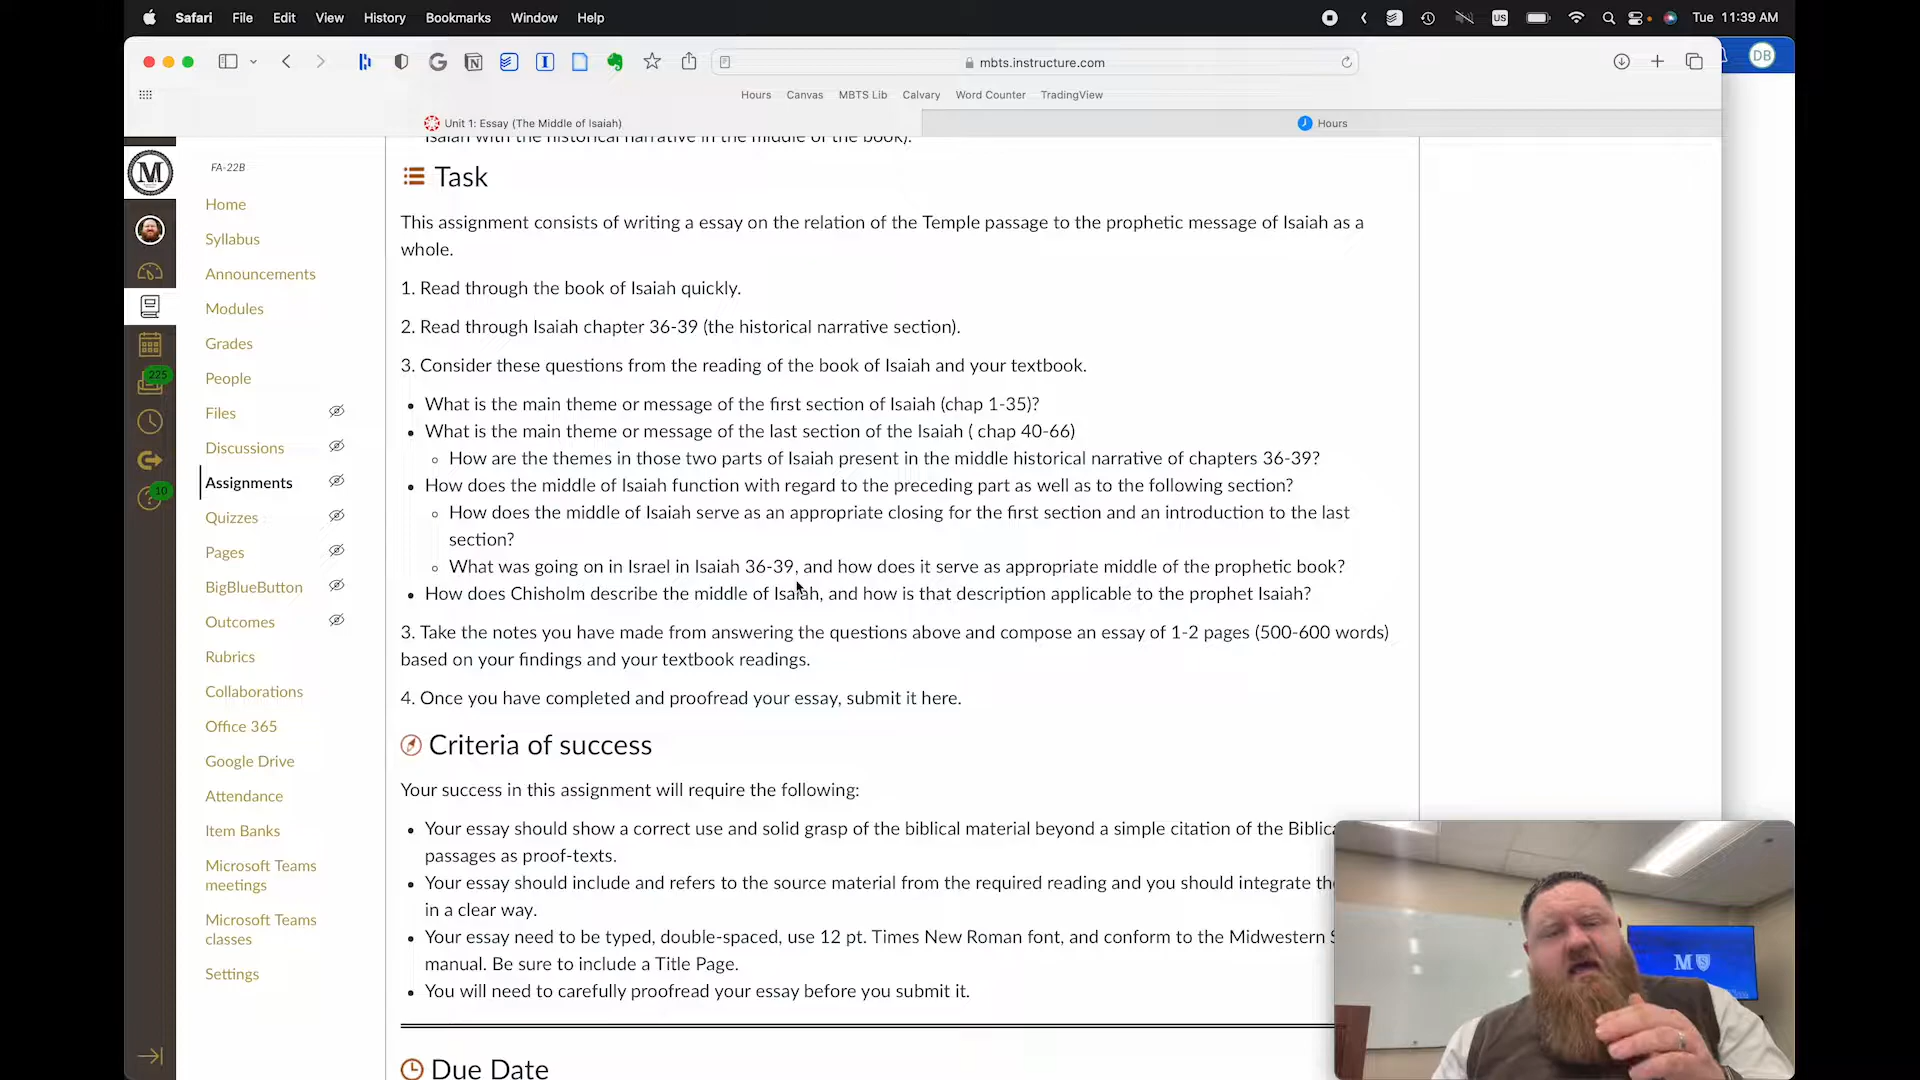 Safari File Edit View History Bookmarks Window Help US Tue 11:39 AM
mbts.instructure.com DB
Hours Canvas MBTS Lib Calvary Word Counter TradingView
Unit 1: Essay (The Middle of Isaiah) Hours
Isaiah with the historical narrative in the middle of the book).
M
225
10
FA-22B
Home
Syllabus
Announcements
Modules
Grades
People
Files
Discussions
Assignments
Quizzes
Pages
BigBlueButton
Outcomes
Rubrics
Collaborations
Office 365
Google Drive
Attendance
Item Banks
Microsoft Teams
meetings
Microsoft Teams
classes
Settings
Task
This assignment consists of writing a essay on the relation of the Temple passage to the prophetic message of Isaiah as a
whole.
1. Read through the book of Isaiah quickly.
2. Read through Isaiah chapter 36-39 (the historical narrative section).
3. Consider these questions from the reading of the book of Isaiah and your textbook.
• What is the main theme or message of the first section of Isaiah (chap 1-35)?
• What is the main theme or message of the last section of the Isaiah ( chap 40-66)
◦ How are the themes in those two parts of Isaiah present in the middle historical narrative of chapters 36-39?
• How does the middle of Isaiah function with regard to the preceding part as well as to the following section?
◦ How does the middle of Isaiah serve as an appropriate closing for the first section and an introduction to the last
section?
◦ What was going on in Israel in Isaiah 36-39, and how does it serve as appropriate middle of the prophetic book?
• How does Chisholm describe the middle of Isaiah, and how is that description applicable to the prophet Isaiah?
3. Take the notes you have made from answering the questions above and compose an essay of 1-2 pages (500-600 words)
based on your findings and your textbook readings.
4. Once you have completed and proofread your essay, submit it here.
Criteria of success
Your success in this assignment will require the following:
• Your essay should show a correct use and solid grasp of the biblical material beyond a simple citation of the Biblic
passages as proof-texts.
• Your essay should include and refers to the source material from the required reading and you should integrate th
in a clear way.
• Your essay need to be typed, double-spaced, use 12 pt. Times New Roman font, and conform to the Midwestern S
manual. Be sure to include a Title Page.
• You will need to carefully proofread your essay before you submit it.
Due Date
M S